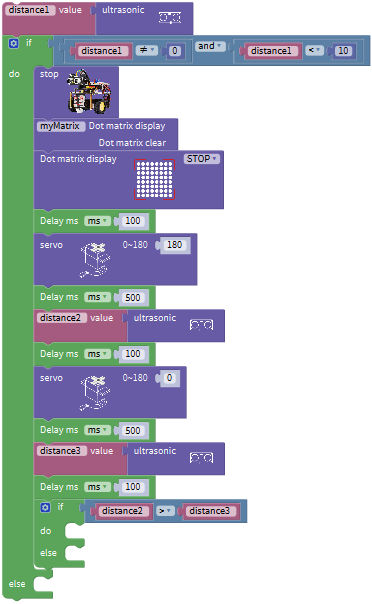 distance1 value ultrasonic
if distance1 ≠ 0 and distance1 < 10
do stop
myMatrix Dot matrix display
Dot matrix clear
Dot matrix display STOP
Delay ms ms 100
servo 0~180 180
Delay ms ms 500
distance2 value ultrasonic
Delay ms ms 100
servo 0~180 0
Delay ms ms 500
distance3 value ultrasonic
Delay ms ms 100
if distance2 > distance3
do
else
else